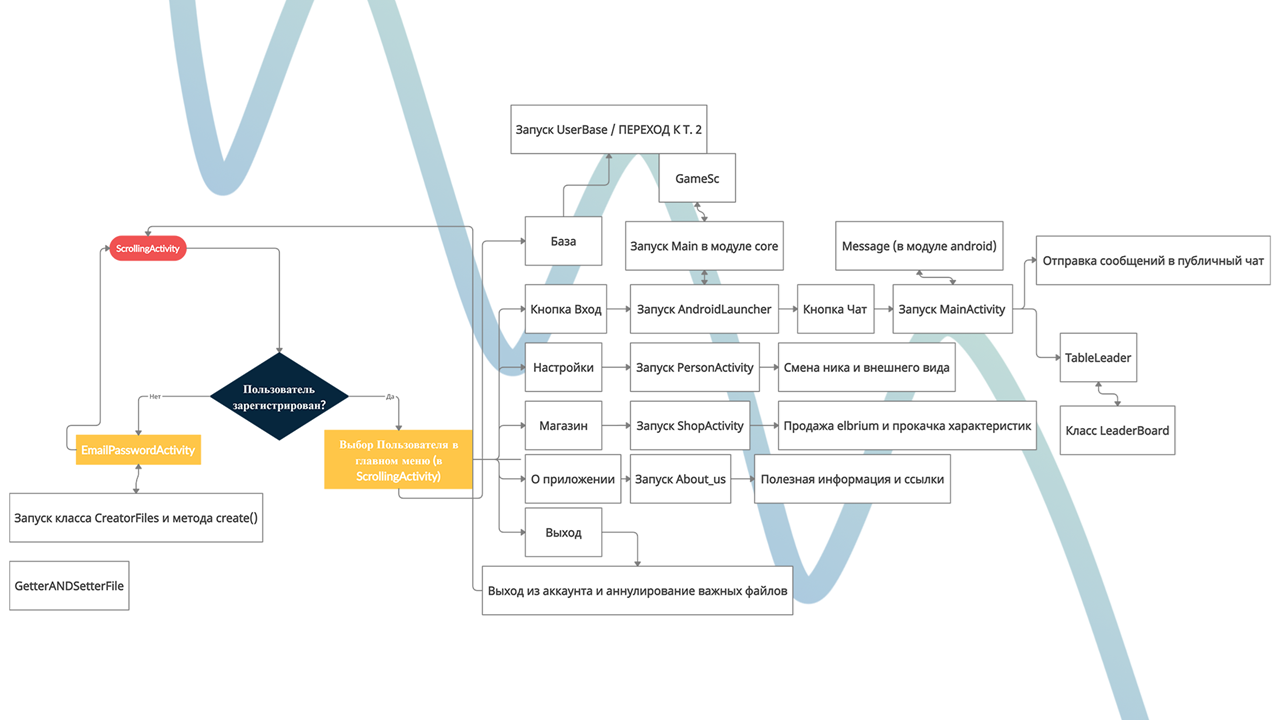 Запуск UserBase / ПЕРЕХОД К Т. 2
GameSc
ScrollingActivity
База
Запуск Main в модуле core
Message (в модуле android)
Отправка сообщений в публичный чат
Кнопка Вход
Запуск AndroidLauncher
Кнопка Чат
Запуск MainActivity
TableLeader
Настройки
Запуск PersonActivity
Смена ника и внешнего вида
Пользователь
зарегистрирован?
Нет
Да
Магазин
Запуск ShopActivity
Продажа elbrium и прокачка характеристик
Класс LeaderBoard
EmailPasswordActivity
Выбор Пользователя в
главном меню (в
ScrollingActivity)
О приложении
Запуск About_us
Полезная информация и ссылки
Запуск класса CreatorFiles и метода create()
Выход
GetterANDSetterFile
Выход из аккаунта и аннулирование важных файлов